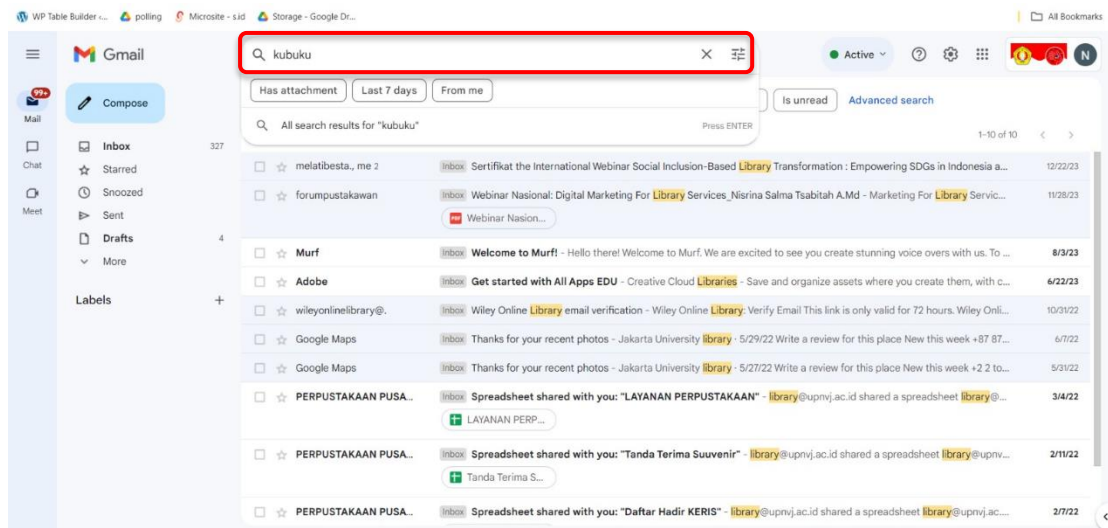 WP Table Builder ‹... polling Microsite - s.id Storage - Google Dr... All Bookmarks
Gmail kubuku Active N
99+
Mail
Compose
Has attachment Last 7 days From me Is unread Advanced search
All search results for "kubuku" Press ENTER
1–10 of 10
Chat
Meet
Inbox 327
Starred
Snoozed
Sent
Drafts 4
More
Labels +
melatibesta., me 2 Inbox Sertifikat the International Webinar Social Inclusion-Based Library Transformation : Empowering SDGs in Indonesia a... 12/22/23
forumpustakawan Inbox Webinar Nasional: Digital Marketing For Library Services_Nisrina Salma Tsabitah A.Md - Marketing For Library Servic... 11/28/23
PDF Webinar Nasion...
Murf Inbox Welcome to Murf! - Hello there! Welcome to Murf. We are excited to see you create stunning voice overs with us. To ... 8/3/23
Adobe Inbox Get started with All Apps EDU - Creative Cloud Libraries - Save and organize assets where you create them, with c... 6/22/23
wileyonlinelibrary@. Inbox Wiley Online Library email verification - Wiley Online Library: Verify Email This link is only valid for 72 hours. Wiley Onli... 10/31/22
Google Maps Inbox Thanks for your recent photos - Jakarta University library · 5/29/22 Write a review for this place New this week +87 87... 6/7/22
Google Maps Inbox Thanks for your recent photos - Jakarta University library · 5/27/22 Write a review for this place New this week +2 2 to... 5/31/22
PERPUSTAKAAN PUSA... Inbox Spreadsheet shared with you: "LAYANAN PERPUSTAKAAN" - library@upnvj.ac.id shared a spreadsheet library@... 3/4/22
LAYANAN PERP...
PERPUSTAKAAN PUSA... Inbox Spreadsheet shared with you: "Tanda Terima Suuvenir" - library@upnvj.ac.id shared a spreadsheet library@upnv... 2/11/22
Tanda Terima S...
PERPUSTAKAAN PUSA... Inbox Spreadsheet shared with you: "Daftar Hadir KERIS" - library@upnvj.ac.id shared a spreadsheet library@upnvj.ac.... 2/7/22